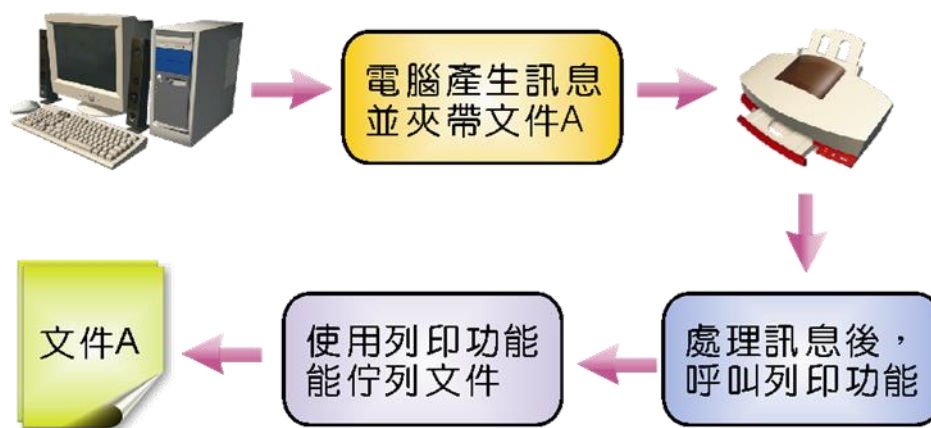 電腦產生訊息
並夾帶文件A
處理訊息後，
呼叫列印功能
使用列印功能
能佇列文件
文件A